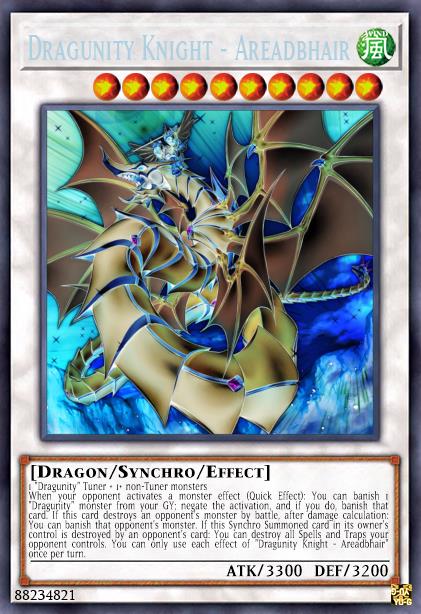 Dragunity Knight - Areadbhair
WIND
風
[Dragon/Synchro/Effect]
1 "Dragunity" Tuner + 1+ non-Tuner monsters
When your opponent activates a monster effect (Quick Effect): You can banish 1
"Dragunity" monster from your GY; negate the activation, and if you do, banish that
card. If this card destroys an opponent's monster by battle, after damage calculation:
You can banish that opponent's monster. If this Synchro Summoned card in its owner's
control is destroyed by an opponent's card: You can destroy all Spells and Traps your
opponent controls. You can only use each effect of "Dragunity Knight - Areadbhair"
once per turn.
ATK/3300 DEF/3200
88234821